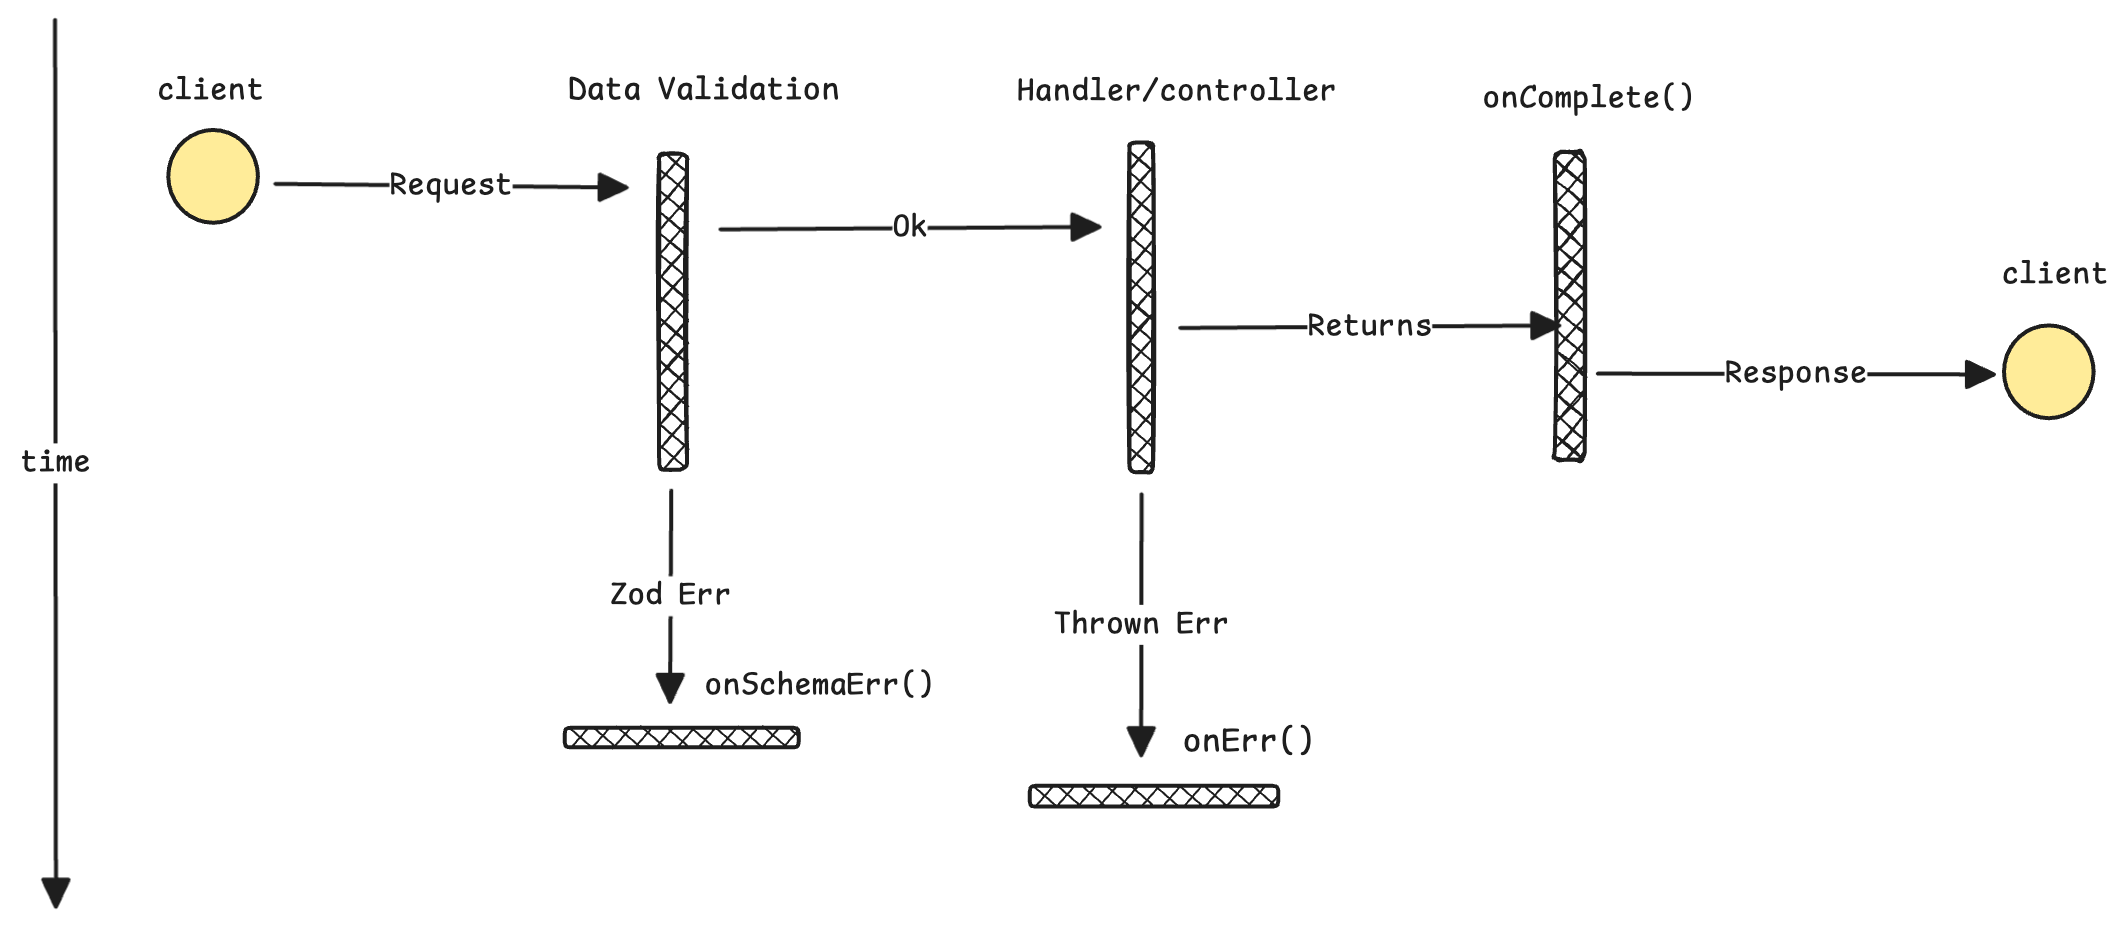 client
Data Validation
Handler/controller
onComplete()
Request
Ok
client
Returns
Response
time
Zod Err
Thrown Err
onSchemaErr()
onErr()